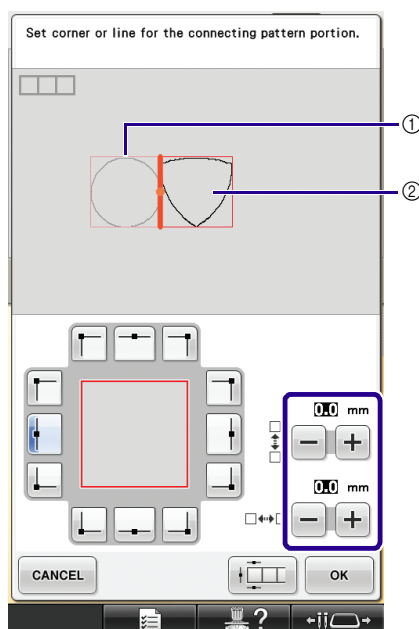 Set corner or line for the connecting pattern portion.
①
②
0.0 mm
− +
0.0 mm
− +
CANCEL
OK
?